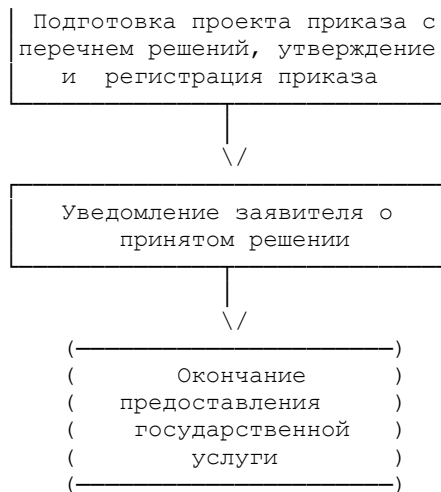 Подготовка проекта приказа с
перечнем решений, утверждение
и регистрация приказа
\/
Уведомление заявителя о
принятом решении
\/
( )
( Окончание )
( предоставления )
( государственной )
( услуги )
( )